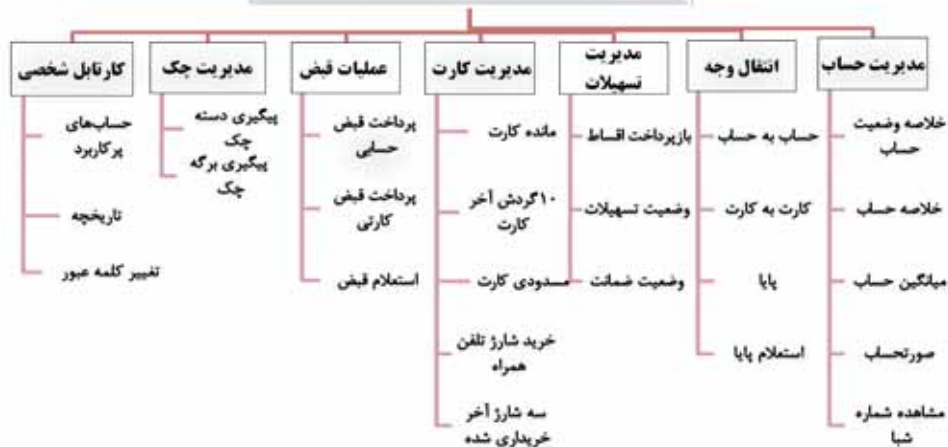 مدیریت حساب
خلاصه وضعیت
حساب
خلاصه حساب
میانگین حساب
صورتحساب
مشاهده شماره
شبا
انتقال وجه
حساب به حساب
کارت به کارت
پایا
استعلام پایا
مدیریت
تسهیلات
بازپرداخت اقساط
وضعیت تسهیلات
وضعیت ضمانت
مدیریت کارت
مانده کارت
۱۰گردش آخر
کارت
مسدودی کارت
خرید شارژ تلفن
همراه
سه شارژ آخر
خریداری شده
عملیات قبض
پرداخت قبض
حسابی
پرداخت قبض
کارتی
استعلام قبض
مدیریت چک
پیگیری دسته
چک
پیگیری برگه
چک
کارتابل شخصی
حساب‌های
پرکاربرد
تاریخچه
تغییر کلمه عبور